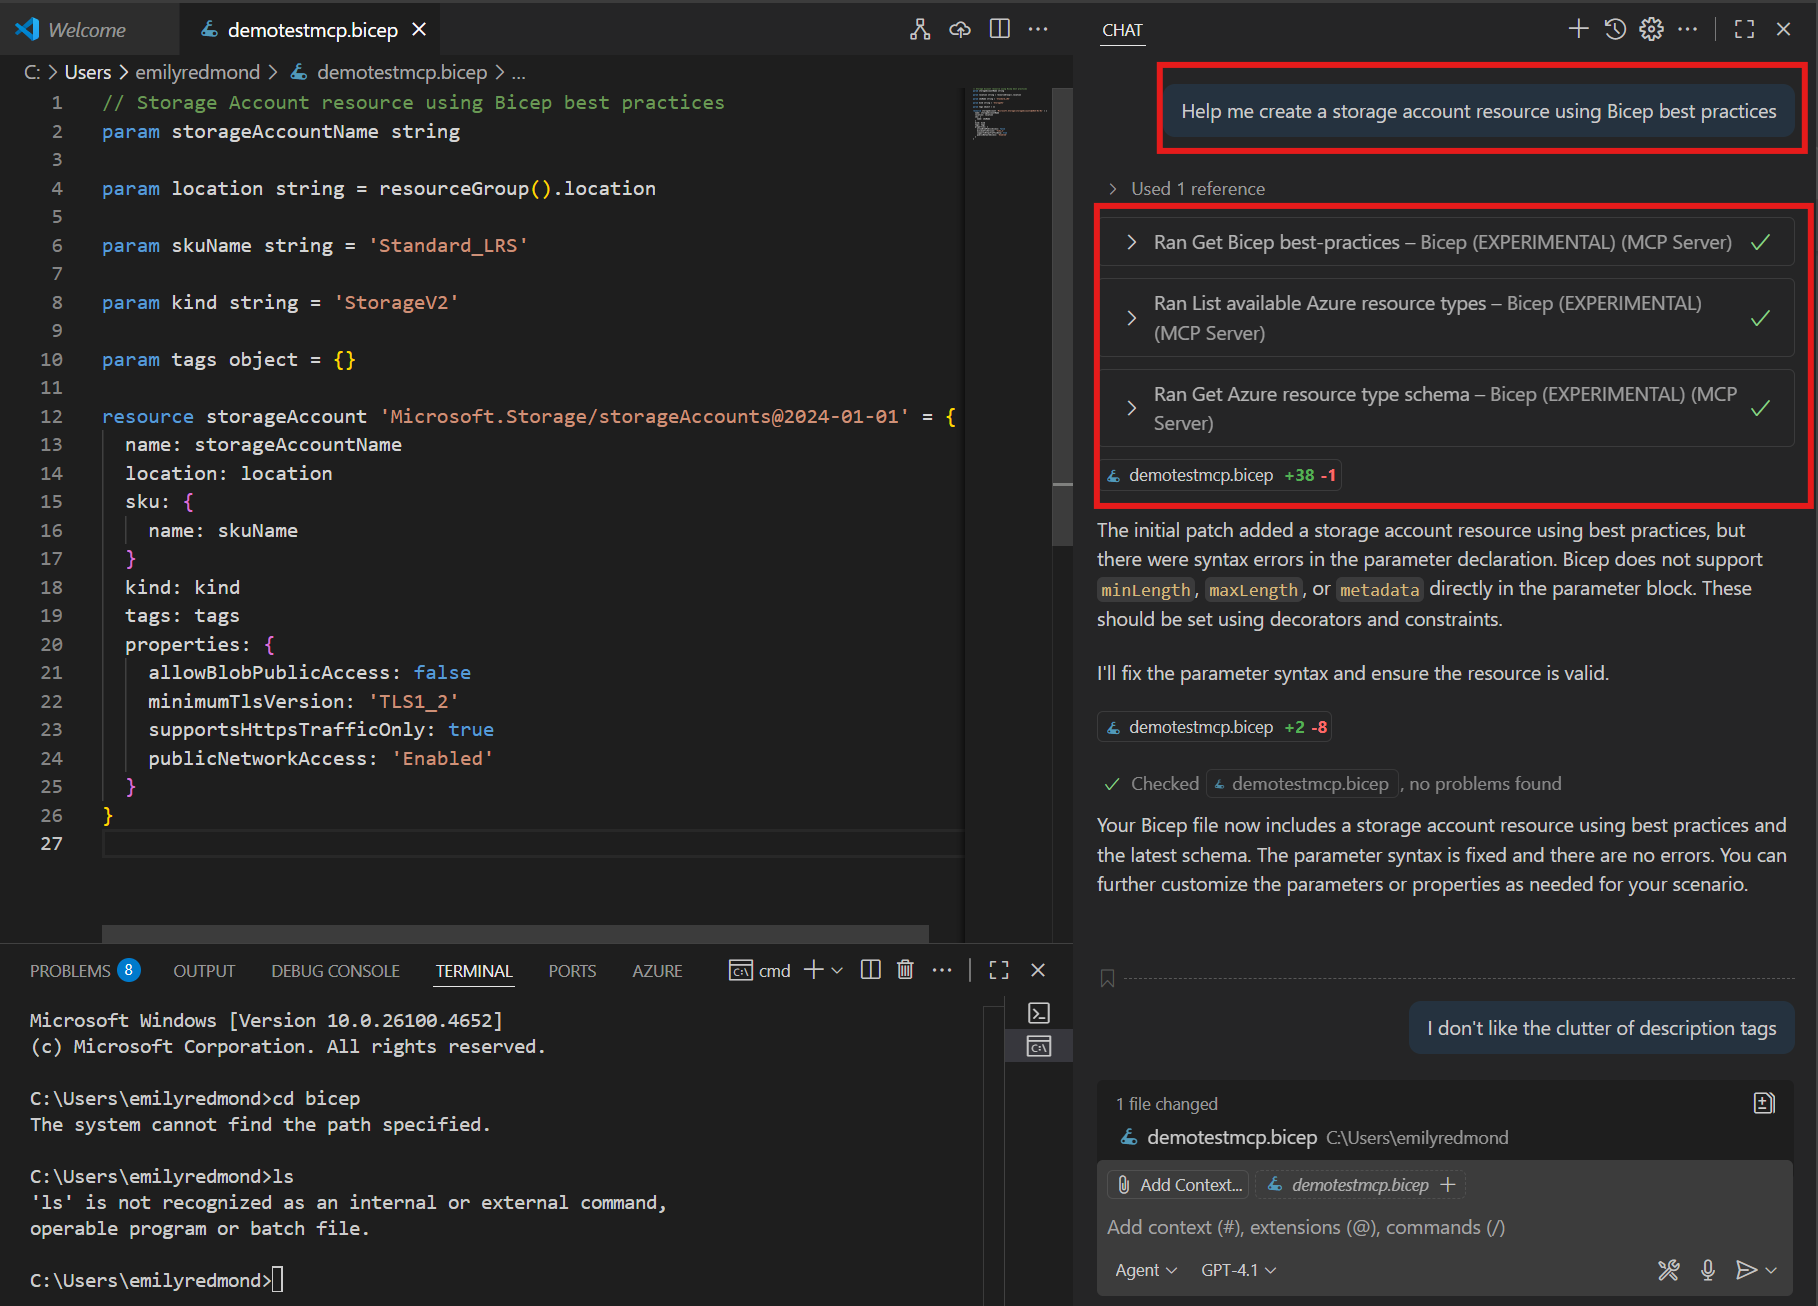 Welcome
demotestmcp.bicep
C: > Users > emilyredmond > demotestmcp.bicep > ...
1 // Storage Account resource using Bicep best practices
2 param storageAccountName string
3
4 param location string = resourceGroup().location
5
6 param skuName string = 'Standard_LRS'
7
8 param kind string = 'StorageV2'
9
10 param tags object = {}
11
12 resource storageAccount 'Microsoft.Storage/storageAccounts@2024-01-01' = {
13 name: storageAccountName
14 location: location
15 sku: {
16 name: skuName
17 }
18 kind: kind
19 tags: tags
20 properties: {
21 allowBlobPublicAccess: false
22 minimumTlsVersion: 'TLS1_2'
23 supportsHttpsTrafficOnly: true
24 publicNetworkAccess: 'Enabled'
25 }
26 }
27
PROBLEMS 8 OUTPUT DEBUG CONSOLE TERMINAL PORTS AZURE cmd
Microsoft Windows [Version 10.0.26100.4652]
(c) Microsoft Corporation. All rights reserved.
C:\Users\emilyredmond>cd bicep
The system cannot find the path specified.
C:\Users\emilyredmond>ls
'ls' is not recognized as an internal or external command,
operable program or batch file.
C:\Users\emilyredmond>
CHAT
Help me create a storage account resource using Bicep best practices
Used 1 reference
Ran Get Bicep best-practices – Bicep (EXPERIMENTAL) (MCP Server)
Ran List available Azure resource types – Bicep (EXPERIMENTAL)
(MCP Server)
Ran Get Azure resource type schema – Bicep (EXPERIMENTAL) (MCP
Server)
demotestmcp.bicep +38 -1
The initial patch added a storage account resource using best practices, but
there were syntax errors in the parameter declaration. Bicep does not support
minLength, maxLength, or metadata directly in the parameter block. These
should be set using decorators and constraints.
I'll fix the parameter syntax and ensure the resource is valid.
demotestmcp.bicep +2 -8
Checked demotestmcp.bicep, no problems found
Your Bicep file now includes a storage account resource using best practices and
the latest schema. The parameter syntax is fixed and there are no errors. You can
further customize the parameters or properties as needed for your scenario.
I don't like the clutter of description tags
1 file changed
demotestmcp.bicep C:\Users\emilyredmond
Add Context... demotestmcp.bicep +
Add context (#), extensions (@), commands (/)
Agent GPT-4.1